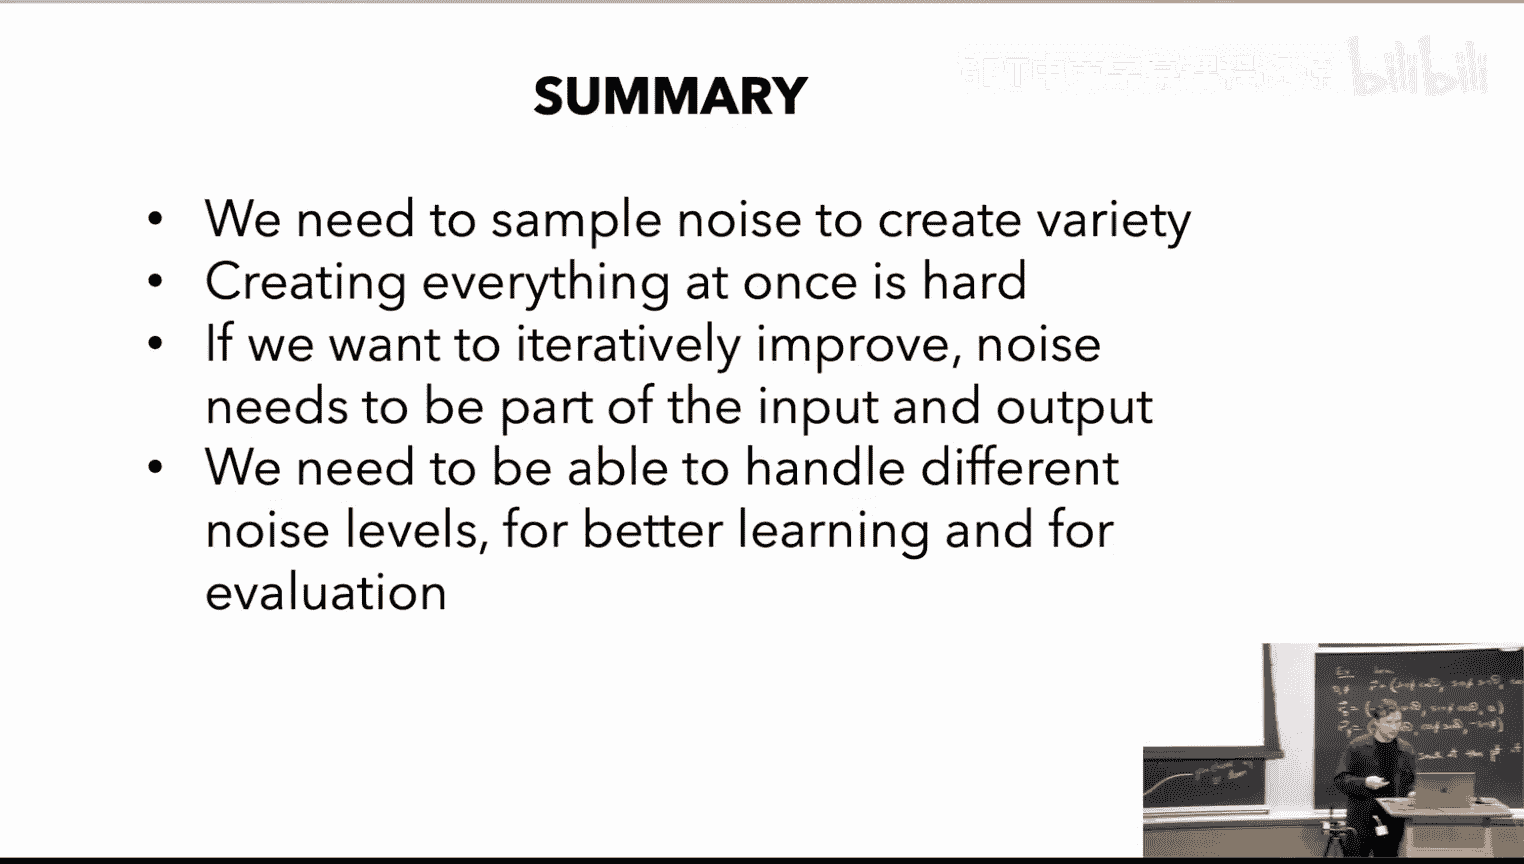 bilibili
SUMMARY
• We need to sample noise to create variety
• Creating everything at once is hard
• If we want to iteratively improve, noise
needs to be part of the input and output
• We need to be able to handle different
noise levels, for better learning and for
evaluation